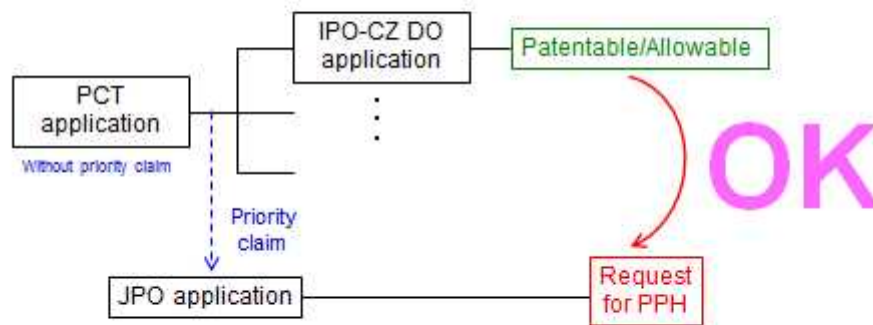 IPO-CZ DO
application
Patentable/Allowable
PCT
application
Without priority claim
OK
Priority
claim
JPO application
Request
for PPH